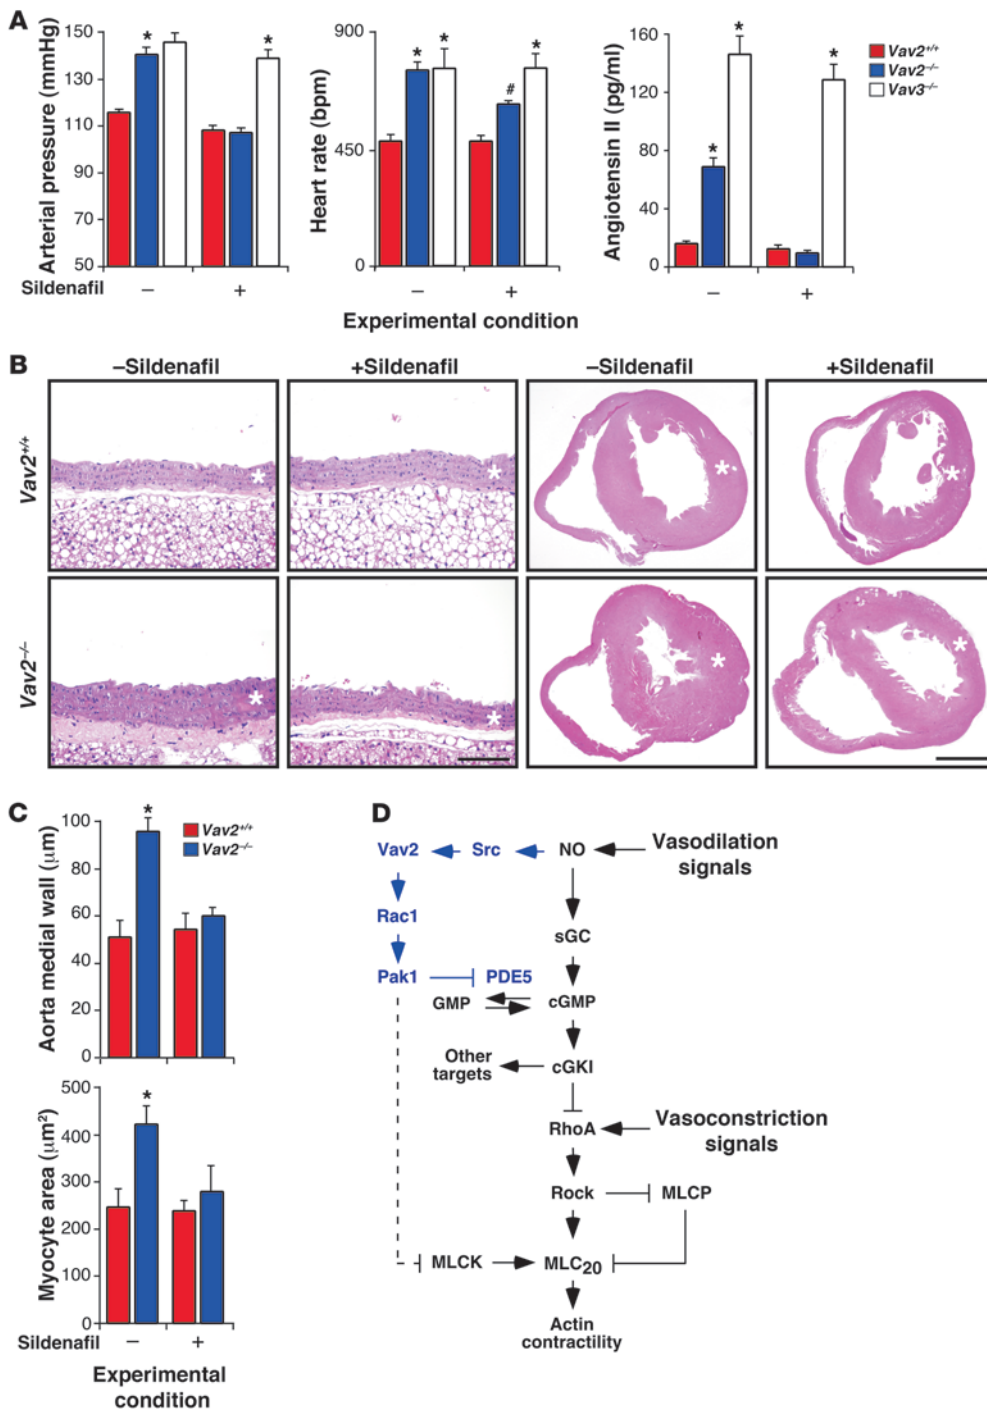 A
Arterial pressure (mmHg)
150
130
110
90
70
50
*
*
Sildenafil
–
+
Heart rate (bpm)
900
450
0
*
*
#
*
–
+
Angiotensin II (pg/ml)
160
120
80
40
0
*
*
*
–
+
Vav2+/+
Vav2–/–
Vav3–/–
Experimental condition
B
–Sildenafil
+Sildenafil
–Sildenafil
+Sildenafil
Vav2+/+
*
*
*
*
Vav2–/–
*
*
*
*
C
Aorta medial wall (μm)
100
80
60
40
20
0
*
Vav2+/+
Vav2–/–
Myocyte area (μm2)
500
400
300
200
100
0
*
Sildenafil
–
+
Experimental
condition
D
Vav2
Src
NO
Vasodilation
signals
Rac1
sGC
Pak1
PDE5
GMP
cGMP
Other
targets
cGKI
RhoA
Vasoconstriction
signals
Rock
MLCP
MLCK
MLC20
Actin
contractility